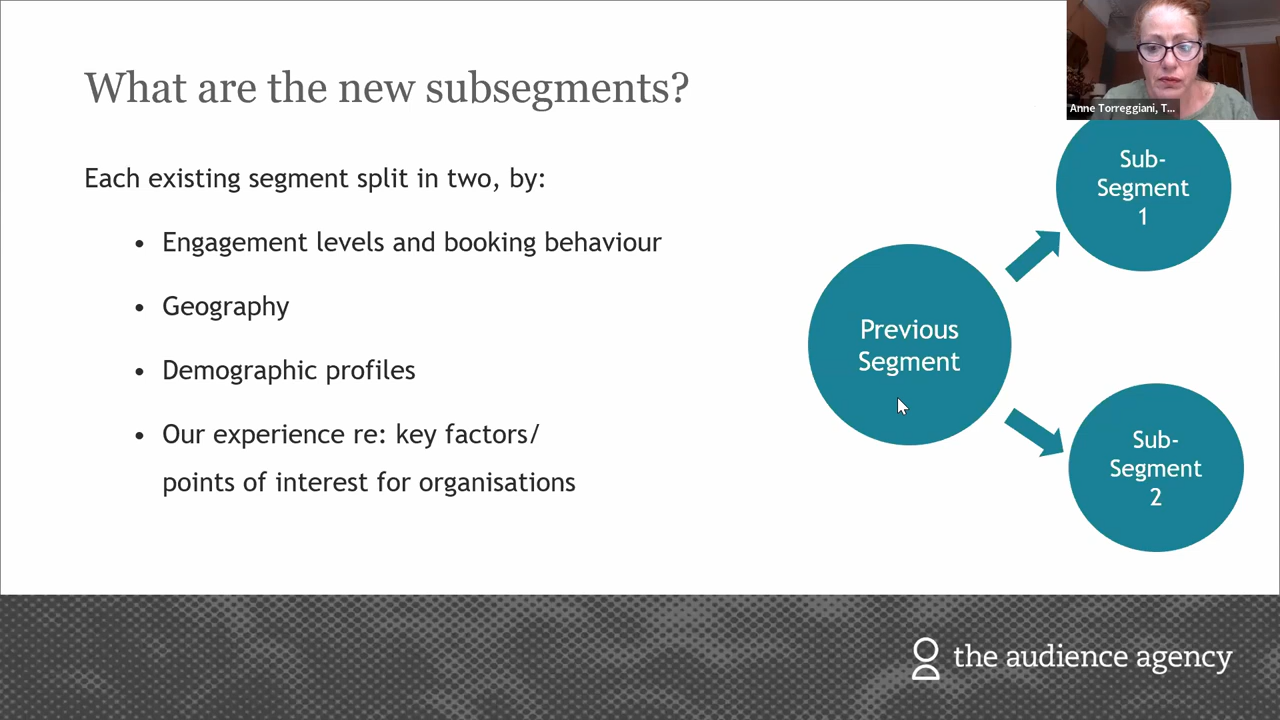 What are the new subsegments?
Anne Torreggiani, T...
Each existing segment split in two, by:
• Engagement levels and booking behaviour
• Geography
• Demographic profiles
• Our experience re: key factors/
points of interest for organisations
Sub-
Segment
1
Previous
Segment
Sub-
Segment
2
the audience agency